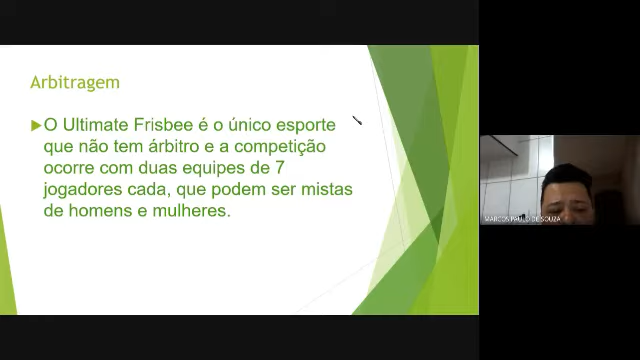 Arbitragem
O Ultimate Frisbee é o único esporte
que não tem árbitro e a competição
ocorre com duas equipes de 7
jogadores cada, que podem ser mistas
de homens e mulheres.
MARCOS PAULO DE SOUZA